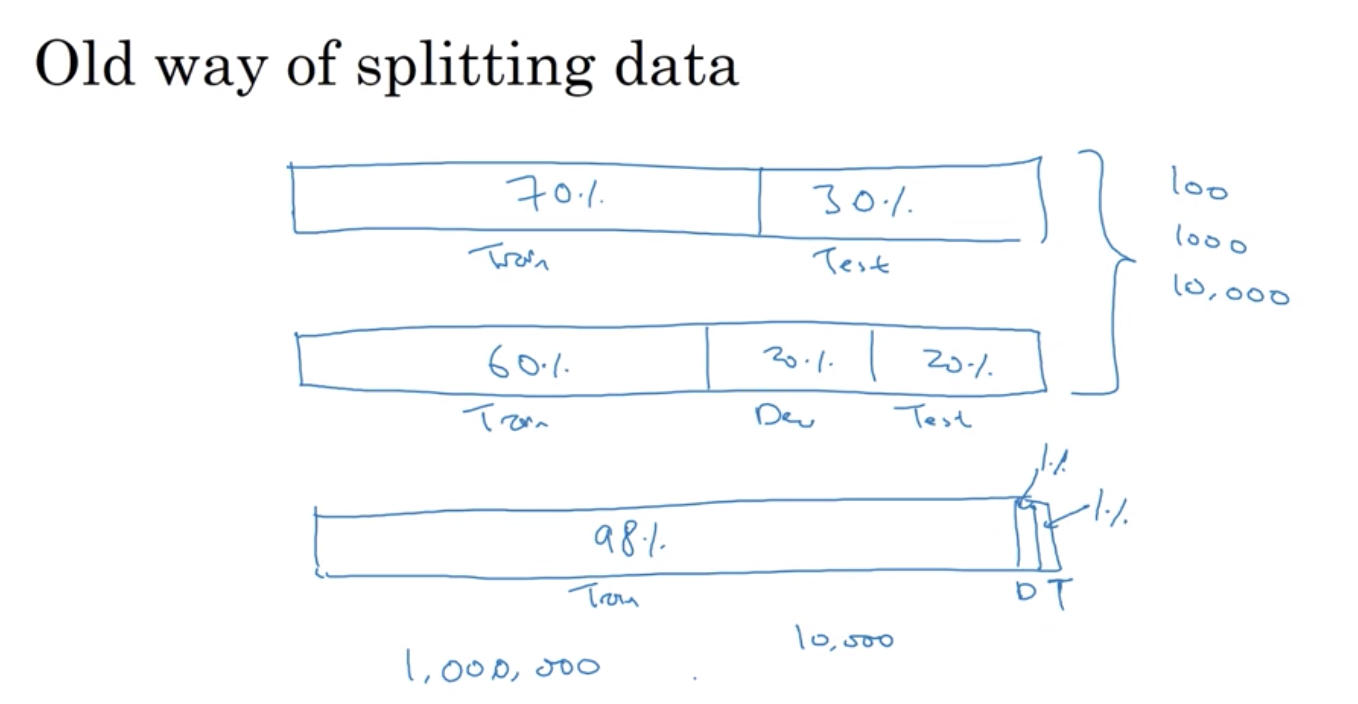 Old way of splitting data
70% 30%
Train Test
100
1000
10,000
60% 20% 20%
Train Dev Test
1%
1%
98%
Train D T
10,000
1,000,000